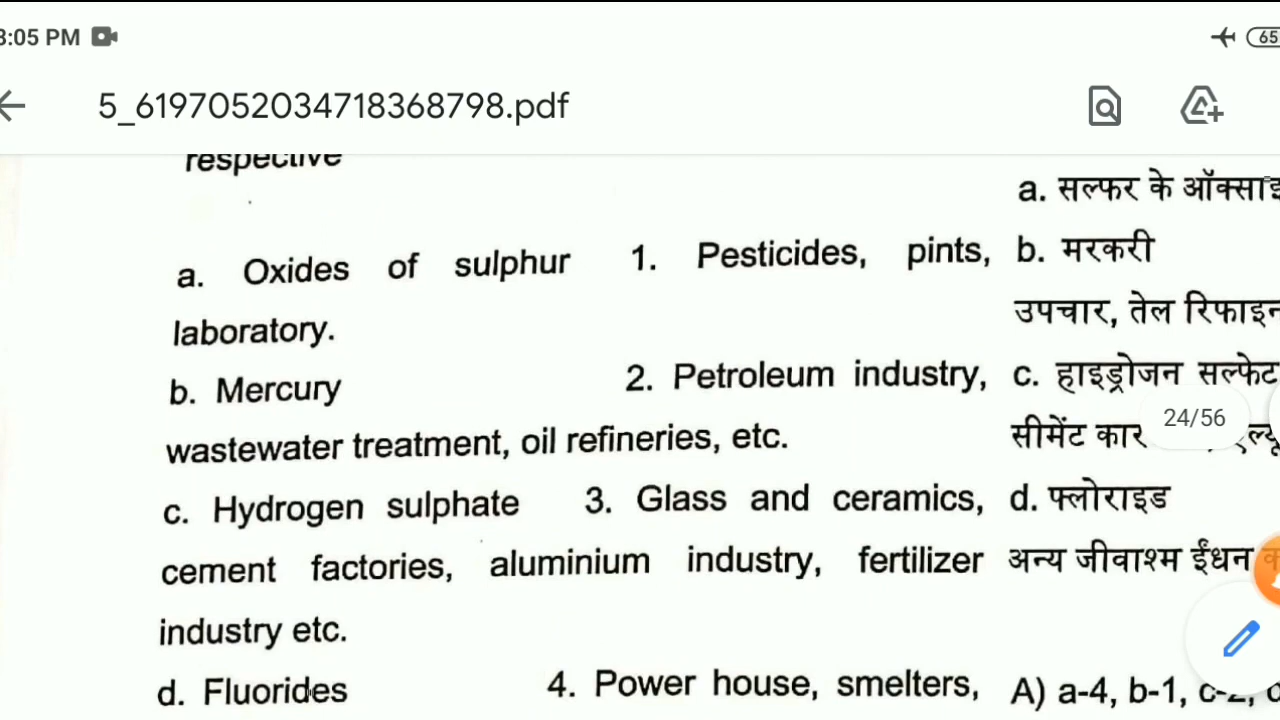 3:05 PM
65
5_6197052034718368798.pdf
respective
a. Oxides of sulphur 1. Pesticides, pints,
laboratory.
b. Mercury 2. Petroleum industry,
wastewater treatment, oil refineries, etc.
c. Hydrogen sulphate 3. Glass and ceramics,
cement factories, aluminium industry, fertilizer
industry etc.
d. Fluorides 4. Power house, smelters,
a. सल्फर के
b. मरकरी
उपचार, तेल
c. हाइड्रोजन सल्फेट
सीमेंट
24/56
d. फ्लोराइड
अन्य जीवाश्म ईंधन
A) a-4, b-1,